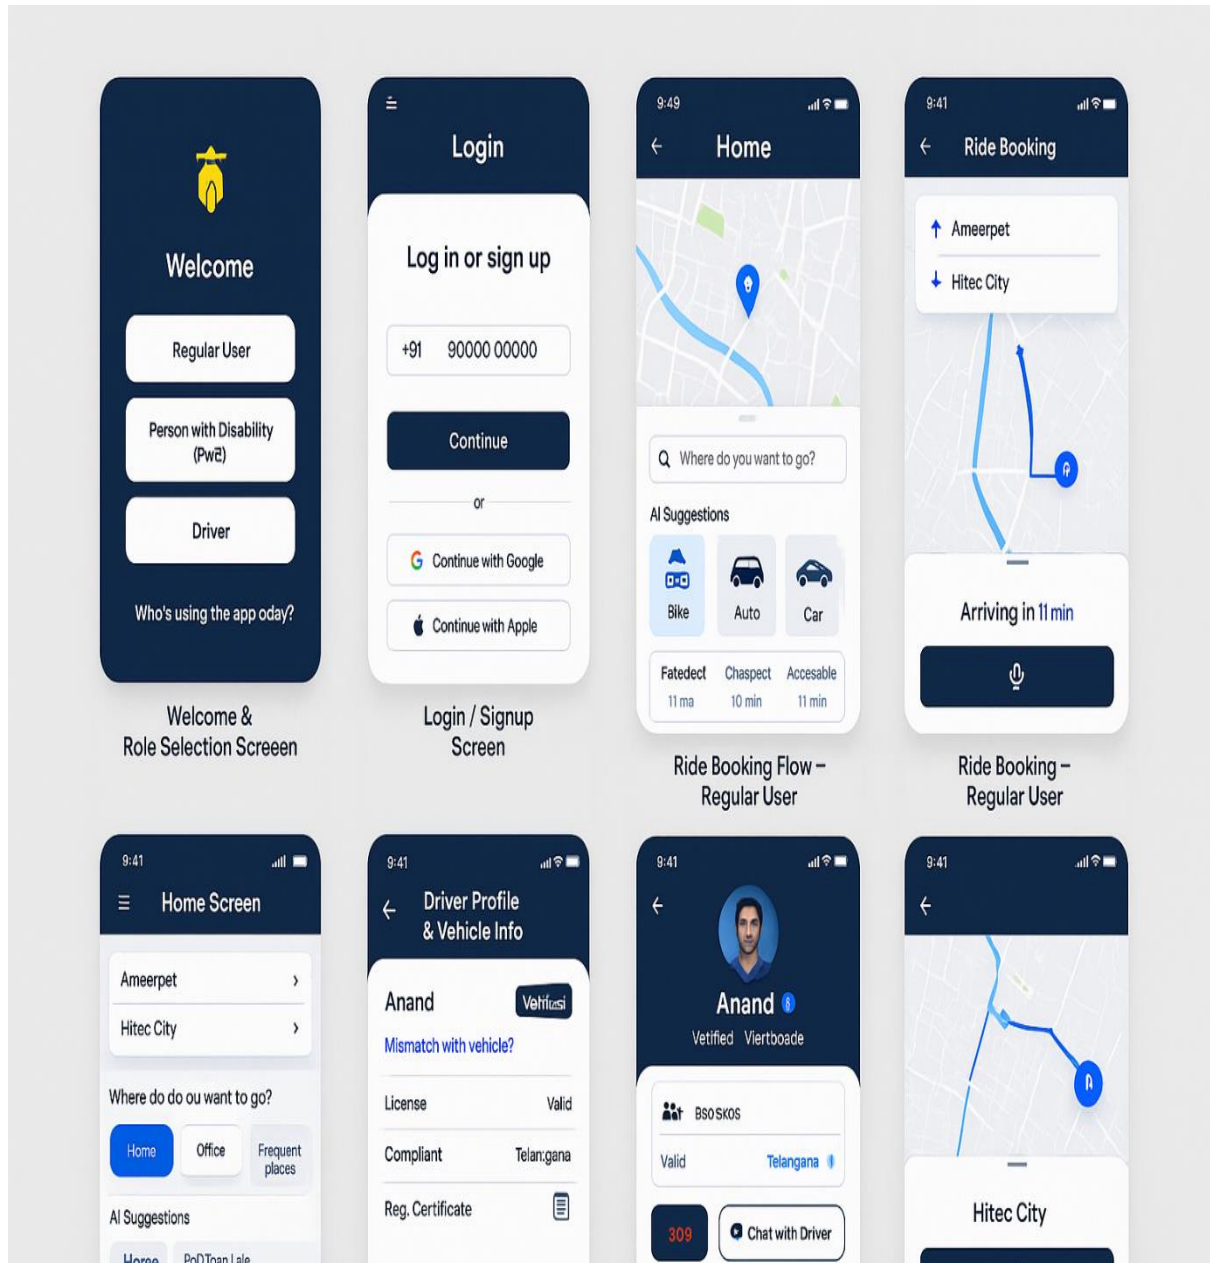 Welcome
Regular User
Person with Disability
Driver
Who's using the app oday?
Welcome &
Role Selection Screeen
Login
Log in or sign up
+91 90000 00000
Continue
or
Continue with Google
Continue with Apple
Login / Signup
Screen
9:49
Home
Where do you want to go?
AI Suggestions
Bike Auto Car
Fatedect Chaspect Accesable
11 ma 10 min 11 min
Ride Booking Flow –
Regular User
9:41
Ride Booking
Ameerpet
Hitec City
Arriving in 11 min
Ride Booking –
Regular User
9:41
Home Screen
Ameerpet
Hitec City
Where do do ou want to go?
Home Office Frequent
places
AI Suggestions
9:41
Driver Profile
& Vehicle Info
Anand
Mismatch with vehicle?
License Valid
Compliant Telan:gana
Reg. Certificate
9:41
Anand
Vetified Viertboade
BSO SKOS
Valid Telangana
309 Chat with Driver
9:41
Hitec City